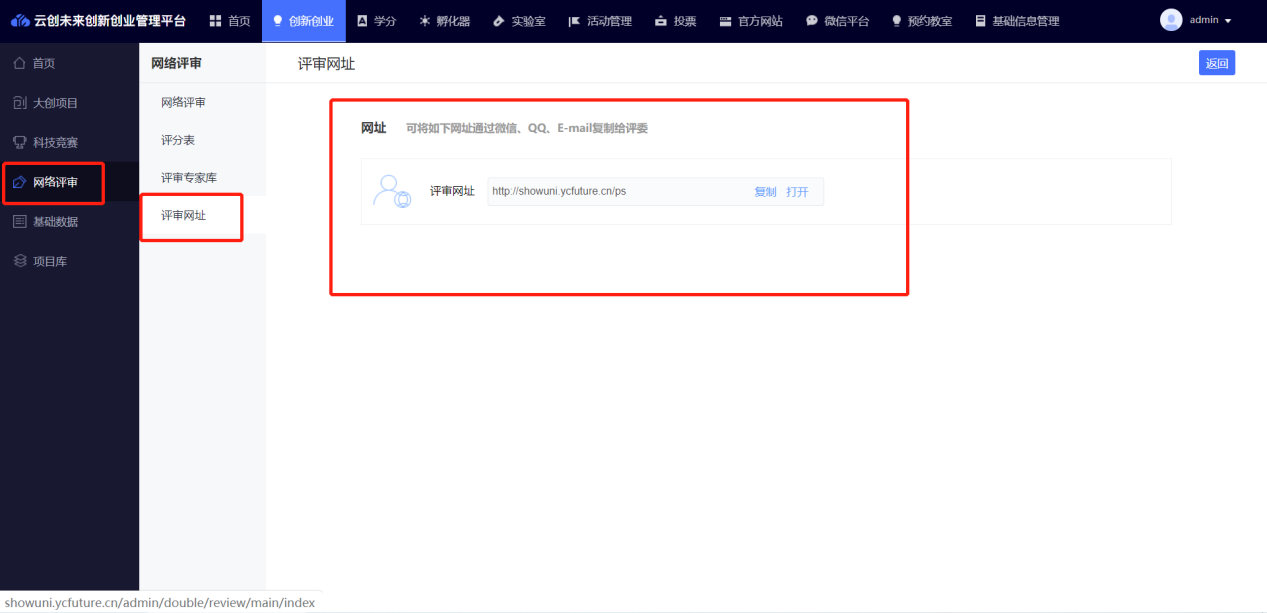 云创未来创新创业管理平台 首页 创新创业 学分 孵化器 实验室 活动管理 投票 官方网站 微信平台 预约教室 基础信息管理 admin
首页
大创项目
科技竞赛
网络评审
基础数据
项目库
网络评审
网络评审
评分表
评审专家库
评审网址
评审网址 返回
网址 可将如下网址通过微信、QQ、E-mail复制给评委
评审网址 http://showuni.ycfuture.cn/ps 复制 打开
showuni.ycfuture.cn/admin/double/review/main/index